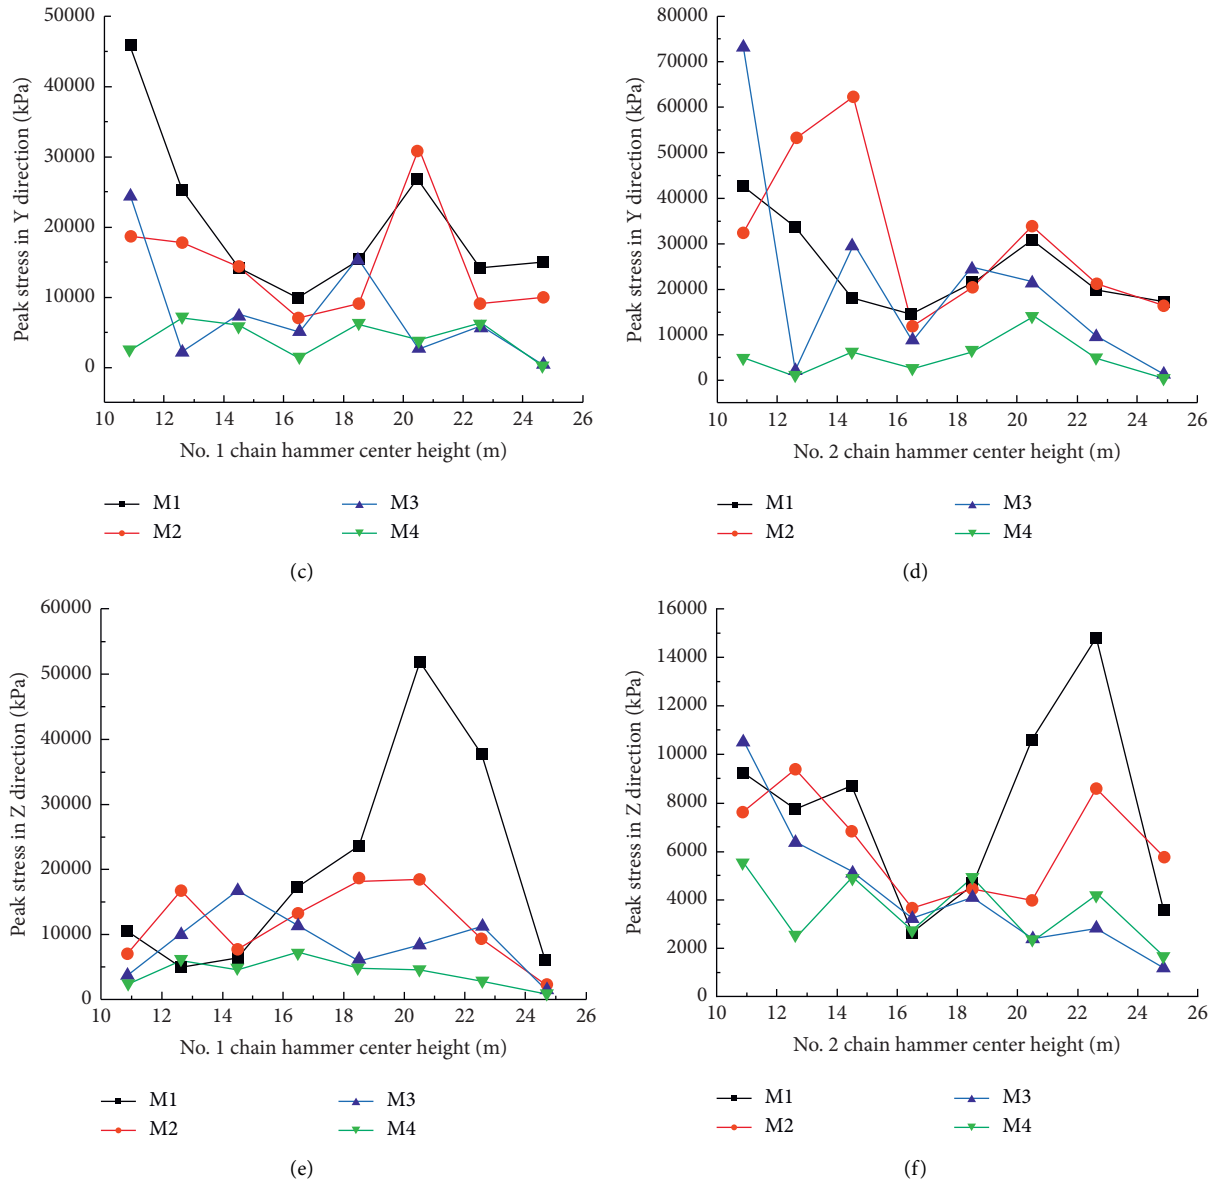 50000
40000
30000
20000
10000
0
Peak stress in Y direction (kPa)
10 12 14 16 18 20 22 24 26
No. 1 chain hammer center height (m)
M1 M3
M2 M4
(c)
80000
70000
60000
50000
40000
30000
20000
10000
0
Peak stress in Y direction (kPa)
10 12 14 16 18 20 22 24 26
No. 2 chain hammer center height (m)
M1 M3
M2 M4
(d)
60000
50000
40000
30000
20000
10000
0
Peak stress in Z direction (kPa)
10 12 14 16 18 20 22 24 26
No. 1 chain hammer center height (m)
M1 M3
M2 M4
(e)
16000
14000
12000
10000
8000
6000
4000
2000
0
Peak stress in Z direction (kPa)
10 12 14 16 18 20 22 24 26
No. 2 chain hammer center height (m)
M1 M3
M2 M4
(f)